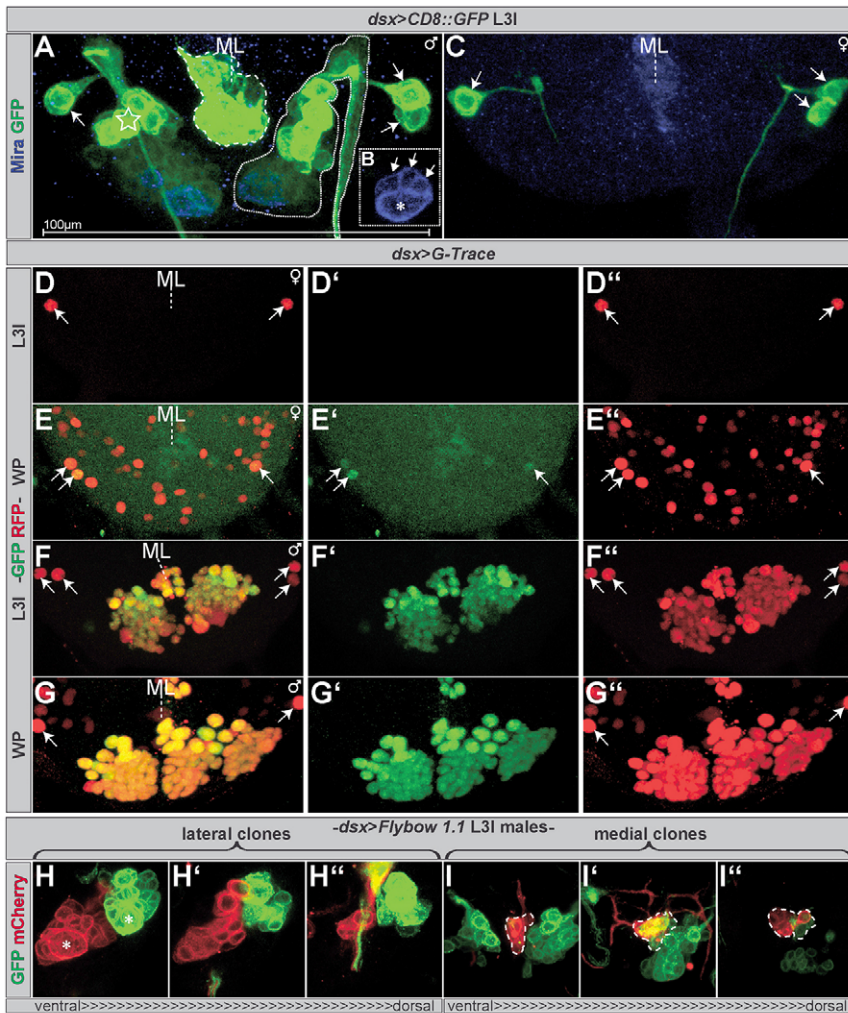 dsx>CD8::GFP L3l
Mira GFP
A
ML
♂
B
*
100µm
C
ML
♀
dsx>G-Trace
-GFP RFP-
L3l
D
ML
♀
D'
D"
WP
E
ML
♀
E'
E"
L3l
F
ML
♂
F'
F"
WP
G
ML
♂
G'
G"
-dsx>Flybow 1.1 L3l males-
lateral clones
medial clones
GFP mCherry
H
*
*
H'
H"
I
I'
I"
ventral>>>>>>>>>>>>>>>>>>>>>>>>>>>>>>>>>>>>>dorsal
ventral>>>>>>>>>>>>>>>>>>>>>>>>>>>>>>>>>>>>>dorsal